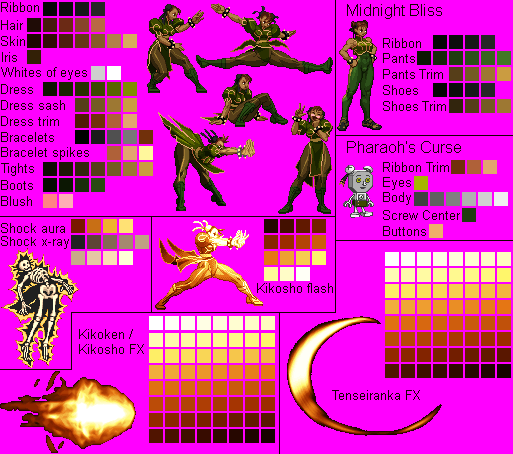 Ribbon
Hair
Skin
Iris
Whites of eyes
Dress
Dress sash
Dress trim
Bracelets
Bracelet spikes
Tights
Boots
Blush
Midnight Bliss
Ribbon
Pants
Pants Trim
Shoes
Shoes Trim
Pharaoh's Curse
Ribbon Trim
Eyes
Body
Screw Center
Buttons
Shock aura
Shock x-ray
Kikosho flash
Kikoken /
Kikosho FX
Tenseiranka FX